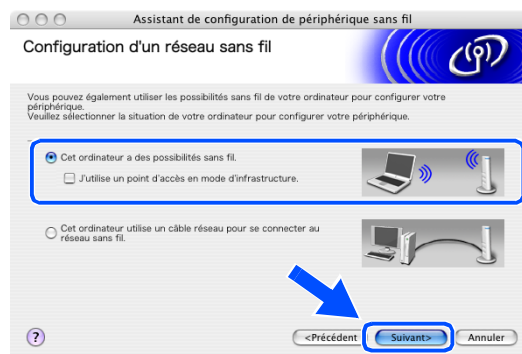 Assistant de configuration de périphérique sans fil
Configuration d'un réseau sans fil
Vous pouvez également utiliser les possibilités sans fil de votre ordinateur pour configurer votre
périphérique.
Veuillez sélectionner la situation de votre ordinateur pour configurer votre périphérique.
Cet ordinateur a des possibilités sans fil.
J'utilise un point d'accès en mode d'infrastructure.
Cet ordinateur utilise un câble réseau pour se connecter au
réseau sans fil.
?
<Précédent
Suivant>
Annuler